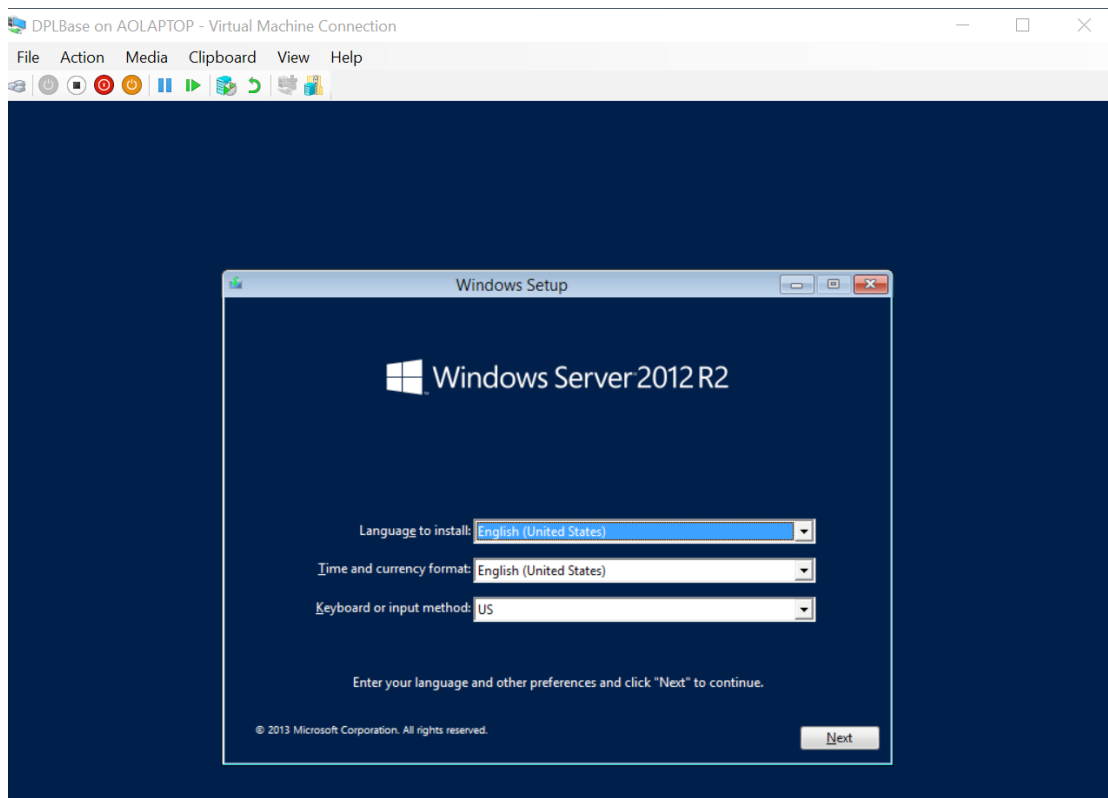 DPLBase on AOLAPTOP - Virtual Machine Connection
File Action Media Clipboard View Help
Windows Setup
Windows Server 2012 R2
Language to install: English (United States)
Time and currency format: English (United States)
Keyboard or input method: US
Enter your language and other preferences and click "Next" to continue.
© 2013 Microsoft Corporation. All rights reserved.
Next